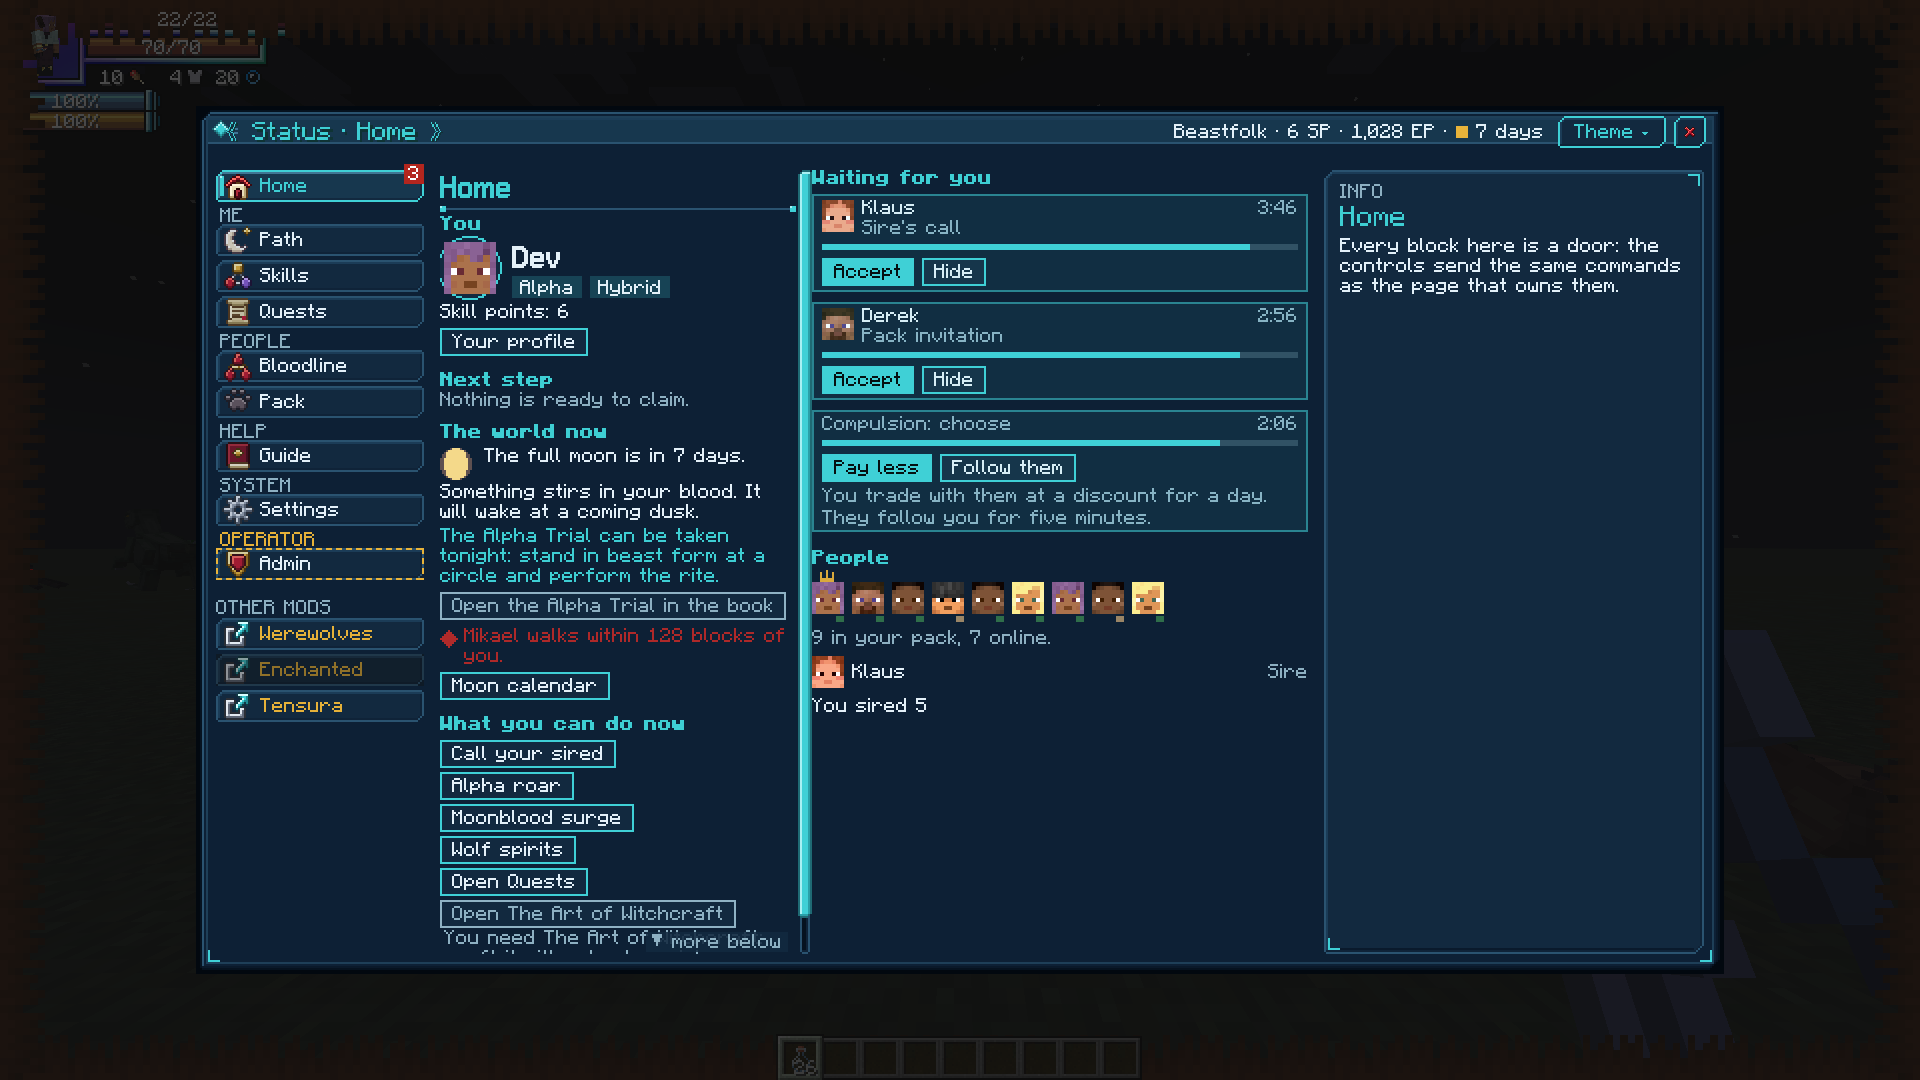 22/22
70/70
10 4 20
100%
100%
Status · Home
Beastfolk · 6 SP · 1,028 EP · 7 days
Theme
×
Home
3
ME
Path
Skills
Quests
PEOPLE
Bloodline
Pack
HELP
Guide
SYSTEM
Settings
OPERATOR
Admin
OTHER MODS
Werewolves
Enchanted
Tensura
Home
You
Dev
Alpha
Hybrid
Skill points: 6
Your profile
Next step
Nothing is ready to claim.
The world now
The full moon is in 7 days.
Something stirs in your blood. It
will wake at a coming dusk.
The Alpha Trial can be taken
tonight: stand in beast form at a
circle and perform the rite.
Open the Alpha Trial in the book
Mikael walks within 128 blocks of
you.
Moon calendar
What you can do now
Call your sired
Alpha roar
Moonblood surge
Wolf spirits
Open Quests
Open The Art of Witchcraft
You need The Art of
▼ more below
Waiting for you
Klaus
3:46
Sire's call
Accept
Hide
Derek
2:56
Pack invitation
Accept
Hide
Compulsion: choose
2:06
Pay less
Follow them
You trade with them at a discount for a day.
They follow you for five minutes.
People
9 in your pack, 7 online.
Klaus
Sire
You sired 5
INFO
Home
Every block here is a door: the
controls send the same commands
as the page that owns them.
26